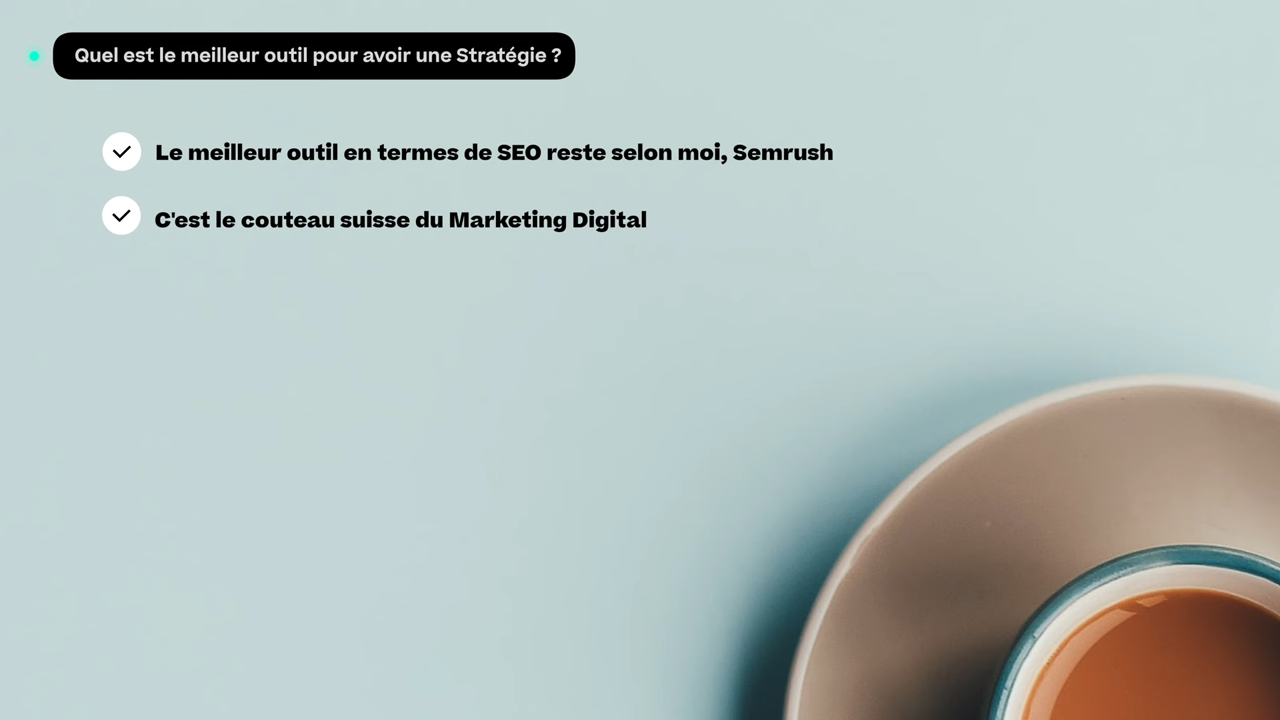 Quel est le meilleur outil pour avoir une Stratégie ?
Le meilleur outil en termes de SEO reste selon moi, Semrush
C'est le couteau suisse du Marketing Digital